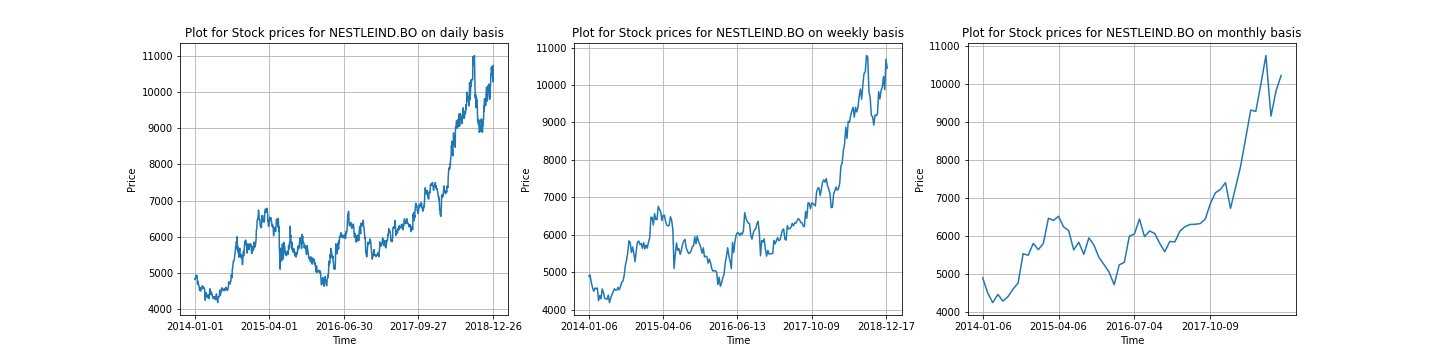 Plot for Stock prices for NESTLEIND.BO on daily basis
Price
11000
10000
9000
8000
7000
6000
5000
4000
2014-01-01 2015-04-01 2016-06-30 2017-09-27 2018-12-26
Time
Plot for Stock prices for NESTLEIND.BO on weekly basis
Price
11000
10000
9000
8000
7000
6000
5000
4000
2014-01-06 2015-04-06 2016-06-13 2017-10-09 2018-12-17
Time
Plot for Stock prices for NESTLEIND.BO on monthly basis
Price
11000
10000
9000
8000
7000
6000
5000
4000
2014-01-06 2015-04-06 2016-07-04 2017-10-09
Time